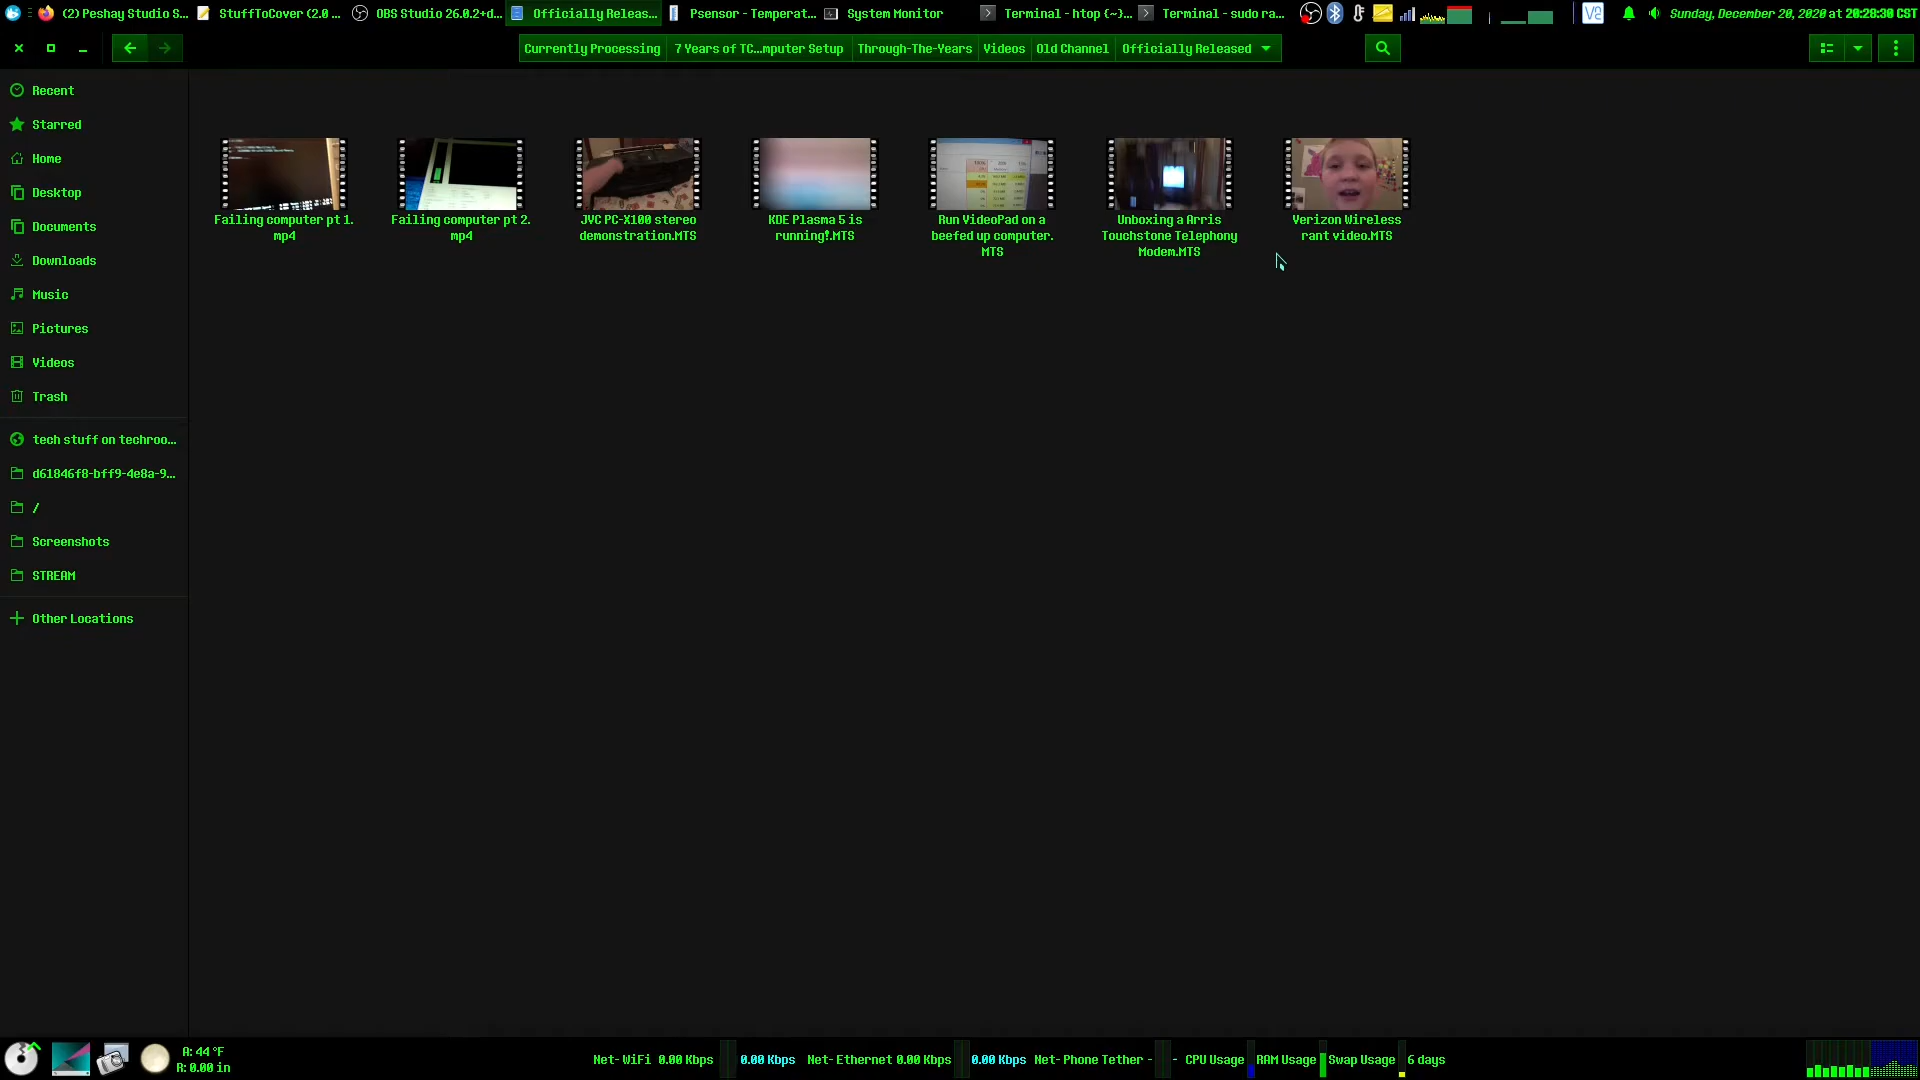 (2) Peshay Studio S... StuffToCover (2.0 ... OBS Studio 26.0.2+d... Officially Releas... Psensor - Temperat... System Monitor Terminal - htop {~}... Terminal - sudo ra... V2 Sunday, December 20, 2020 at 20:28:30 CST
Currently Processing 7 Years of TC...mputer Setup Through-The-Years Videos Old Channel Officially Released
Recent
Starred
Home
Desktop
Documents
Downloads
Music
Pictures
Videos
Trash
tech stuff on techroo...
d61846f8-bff9-4e8a-9...
/
Screenshots
STREAM
Other Locations
Failing computer pt 1.
mp4
Failing computer pt 2.
mp4
JVC PC-X100 stereo
demonstration.MTS
KDE Plasma 5 is
running!.MTS
Run VideoPad on a
beefed up computer.
MTS
Unboxing a Arris
Touchstone Telephony
Modem.MTS
Verizon Wireless
rant video.MTS
A: 44 °F
R: 0.00 in
Net- WiFi 0.00 Kbps 0.00 Kbps Net- Ethernet 0.00 Kbps 0.00 Kbps Net- Phone Tether - - CPU Usage RAM Usage Swap Usage 6 days